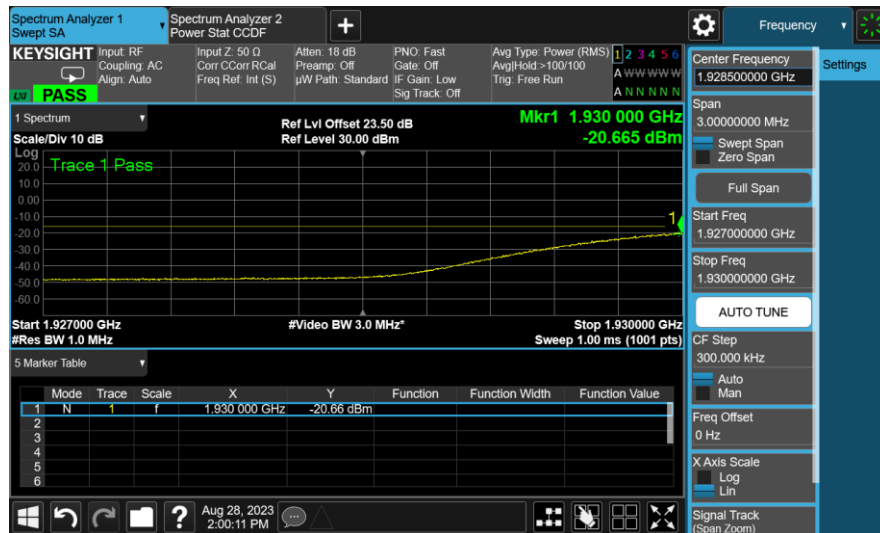 Spectrum Analyzer 1
Swept SA
Spectrum Analyzer 2
Power Stat CCDF
+
Frequency
KEYSIGHT
LXI
PASS
Input: RF
Coupling: AC
Align: Auto
Input Z: 50 Ω
Corr CCorr RCal
Freq Ref: Int (S)
Atten: 18 dB
Preamp: Off
µW Path: Standard
PNO: Fast
Gate: Off
IF Gain: Low
Sig Track: Off
Avg Type: Power (RMS)
Avg|Hold:>100/100
Trig: Free Run
1 2 3 4 5 6
A W W W W W
A N N N N N
1 Spectrum
Scale/Div 10 dB
Ref Lvl Offset 23.50 dB
Ref Level 30.00 dBm
Mkr1 1.930 000 GHz
-20.665 dBm
Log
Trace 1 Pass
20.0
10.0
0.00
-10.0
-20.0
-30.0
-40.0
-50.0
-60.0
1
Start 1.927000 GHz
#Res BW 1.0 MHz
#Video BW 3.0 MHz*
Stop 1.930000 GHz
Sweep 1.00 ms (1001 pts)
5 Marker Table
Mode Trace Scale X Y Function Function Width Function Value
1 N 1 f 1.930 000 GHz -20.66 dBm
2
3
4
5
6
?
Aug 28, 2023
2:00:11 PM
Center Frequency
1.928500000 GHz
Span
3.00000000 MHz
Swept Span
Zero Span
Full Span
Start Freq
1.927000000 GHz
Stop Freq
1.930000000 GHz
AUTO TUNE
CF Step
300.000 kHz
Auto
Man
Freq Offset
0 Hz
X Axis Scale
Log
Lin
Signal Track
(Span Zoom)
Settings